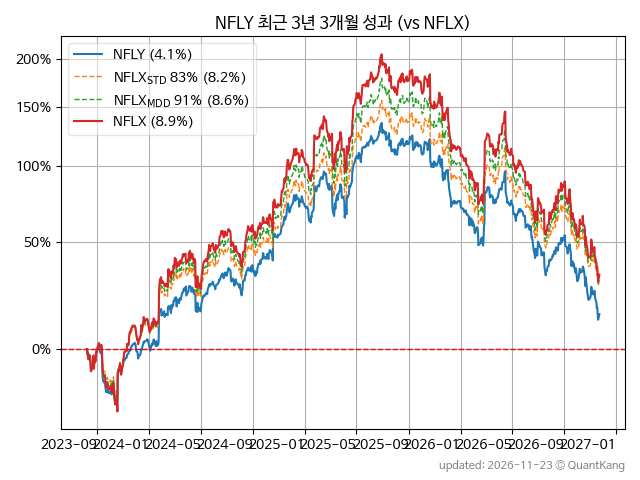 NFLY 최근 3년 3개월 성과 (vs NFLX)
NFLY (4.1%)
NFLX_STD 83% (8.2%)
NFLX_MDD 91% (8.6%)
NFLX (8.9%)
200%
150%
100%
50%
0%
2023-09 2024-01 2024-05 2024-09 2025-01 2025-05 2025-09 2026-01 2026-05 2026-09 2027-01
updated: 2026-11-23 © QuantKang